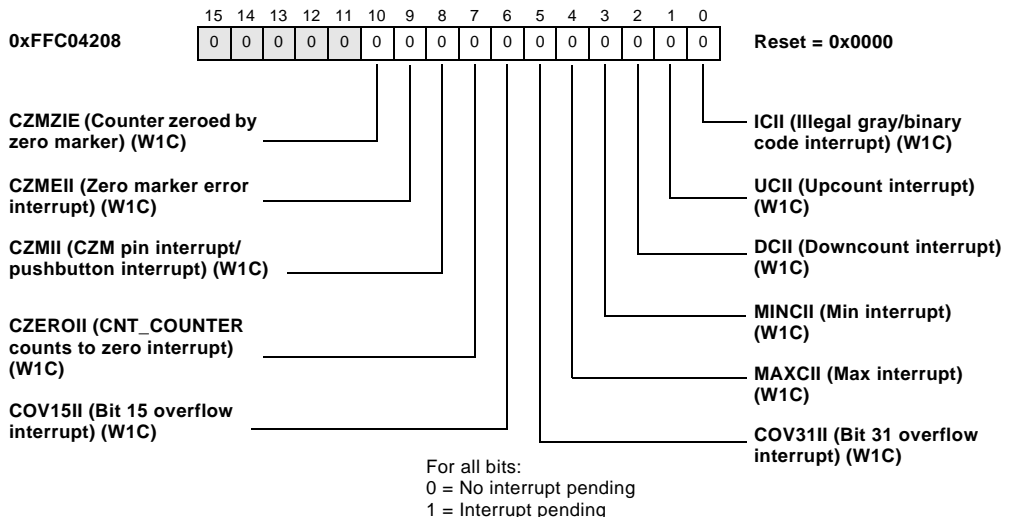 15 14 13 12 11 10 9 8 7 6 5 4 3 2 1 0
0xFFC04208
0 0 0 0 0 0 0 0 0 0 0 0 0 0 0 0
Reset = 0x0000
CZMZIE (Counter zeroed by
zero marker) (W1C)
CZMEII (Zero marker error
interrupt) (W1C)
CZMII (CZM pin interrupt/
pushbutton interrupt) (W1C)
CZEROII (CNT_COUNTER
counts to zero interrupt)
(W1C)
COV15II (Bit 15 overflow
interrupt) (W1C)
ICII (Illegal gray/binary
code interrupt) (W1C)
UCII (Upcount interrupt)
(W1C)
DCII (Downcount interrupt)
(W1C)
MINCII (Min interrupt)
(W1C)
MAXCII (Max interrupt)
(W1C)
COV31II (Bit 31 overflow
interrupt) (W1C)
For all bits:
0 = No interrupt pending
1 = Interrupt pending